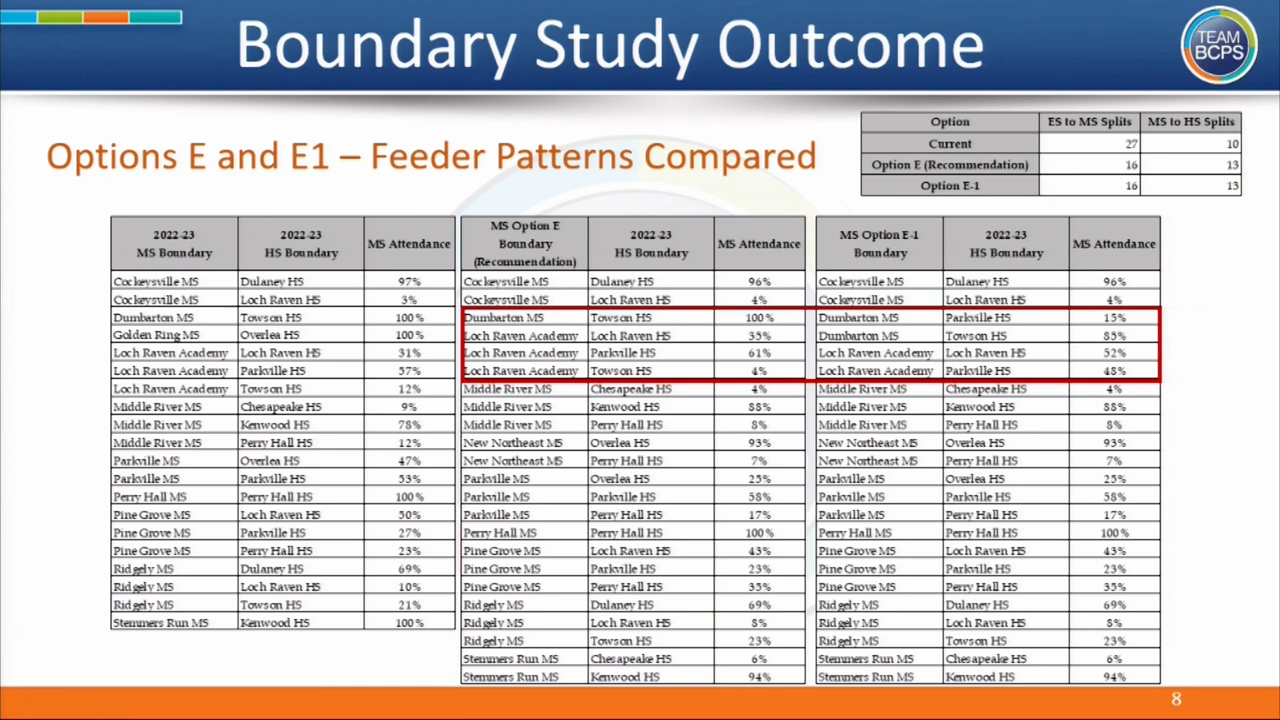 Boundary Study Outcome
TEAM
BCPS
Options E and E1 – Feeder Patterns Compared
Option ES to MS Splits MS to HS Splits
Current 27 10
Option E (Recommendation) 16 13
Option E-1 16 13
2022-23
MS Boundary
2022-23
HS Boundary
MS Attendance
Cockeysville MS Dulaney HS 97%
Cockeysville MS Loch Raven HS 3%
Dumbarton MS Towson HS 100%
Golden Ring MS Overlea HS 100%
Loch Raven Academy Loch Raven HS 31%
Loch Raven Academy Parkville HS 57%
Loch Raven Academy Towson HS 12%
Middle River MS Chesapeake HS 9%
Middle River MS Kenwood HS 78%
Middle River MS Perry Hall HS 12%
Parkville MS Overlea HS 47%
Parkville MS Parkville HS 53%
Perry Hall MS Perry Hall HS 100%
Pine Grove MS Loch Raven HS 50%
Pine Grove MS Parkville HS 27%
Pine Grove MS Perry Hall HS 23%
Ridgely MS Dulaney HS 69%
Ridgely MS Loch Raven HS 10%
Ridgely MS Towson HS 21%
Stemmers Run MS Kenwood HS 100%
MS Option E
Boundary
(Recommendation)
2022-23
HS Boundary
MS Attendance
Cockeysville MS Dulaney HS 96%
Cockeysville MS Loch Raven HS 4%
Dumbarton MS Towson HS 100%
Loch Raven Academy Loch Raven HS 35%
Loch Raven Academy Parkville HS 61%
Loch Raven Academy Towson HS 4%
Middle River MS Chesapeake HS 4%
Middle River MS Kenwood HS 88%
Middle River MS Perry Hall HS 8%
New Northeast MS Overlea HS 93%
New Northeast MS Perry Hall HS 7%
Parkville MS Overlea HS 25%
Parkville MS Parkville HS 58%
Parkville MS Perry Hall HS 17%
Perry Hall MS Perry Hall HS 100%
Pine Grove MS Loch Raven HS 43%
Pine Grove MS Parkville HS 23%
Pine Grove MS Perry Hall HS 35%
Ridgely MS Dulaney HS 69%
Ridgely MS Loch Raven HS 8%
Ridgely MS Towson HS 23%
Stemmers Run MS Chesapeake HS 6%
Stemmers Run MS Kenwood HS 94%
MS Option E-1
Boundary
2022-23
HS Boundary
MS Attendance
Cockeysville MS Dulaney HS 96%
Cockeysville MS Loch Raven HS 4%
Dumbarton MS Parkville HS 15%
Dumbarton MS Towson HS 85%
Loch Raven Academy Loch Raven HS 52%
Loch Raven Academy Parkville HS 48%
Middle River MS Chesapeake HS 4%
Middle River MS Kenwood HS 88%
Middle River MS Perry Hall HS 8%
New Northeast MS Overlea HS 93%
New Northeast MS Perry Hall HS 7%
Parkville MS Overlea HS 25%
Parkville MS Parkville HS 58%
Parkville MS Perry Hall HS 17%
Perry Hall MS Perry Hall HS 100%
Pine Grove MS Loch Raven HS 43%
Pine Grove MS Parkville HS 23%
Pine Grove MS Perry Hall HS 35%
Ridgely MS Dulaney HS 69%
Ridgely MS Loch Raven HS 8%
Ridgely MS Towson HS 23%
Stemmers Run MS Chesapeake HS 6%
Stemmers Run MS Kenwood HS 94%
8